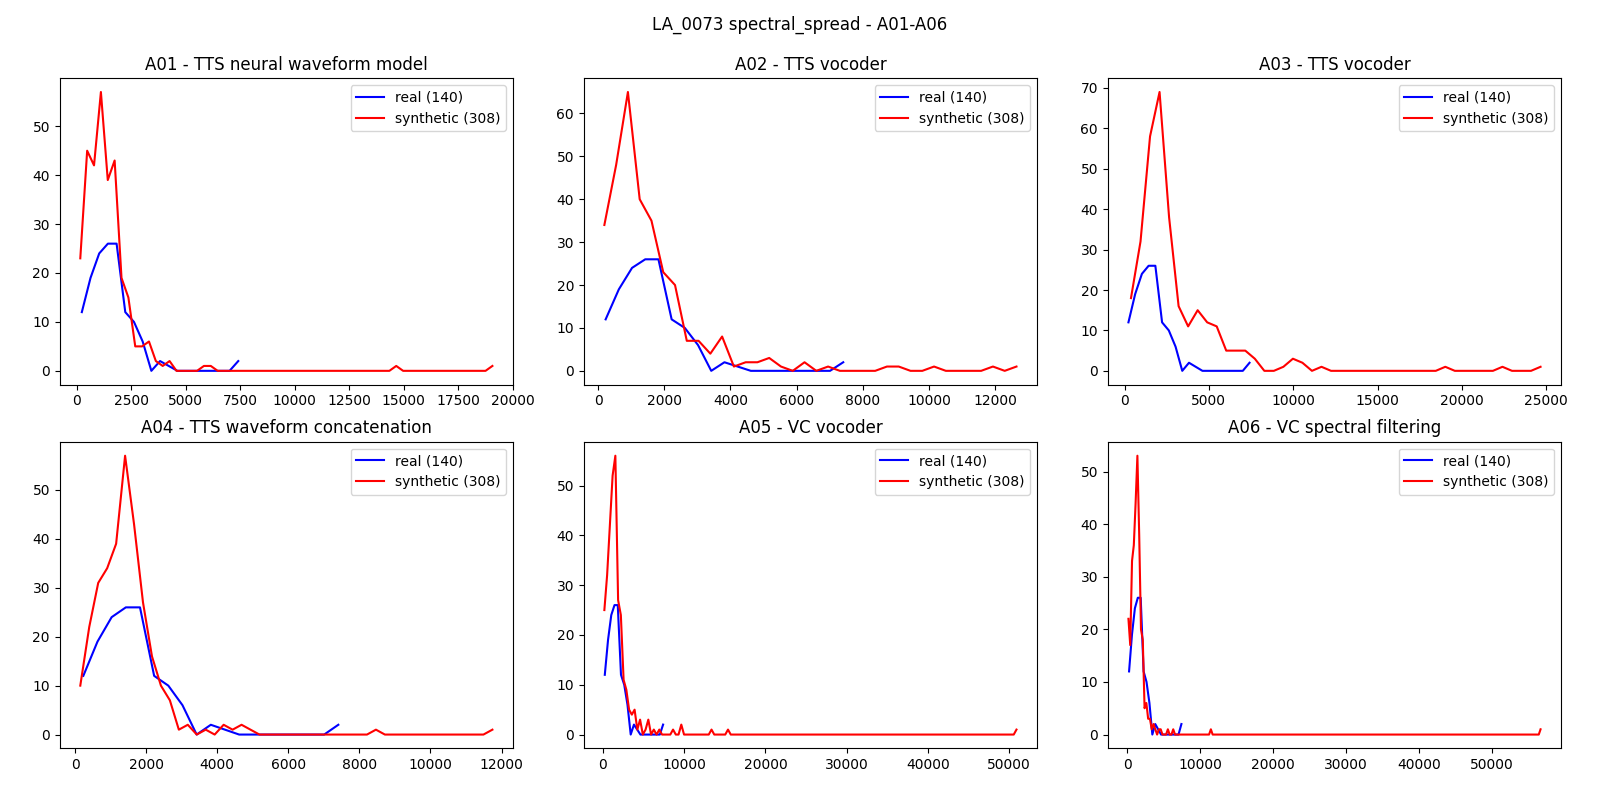 LA_0073 spectral_spread - A01-A06
A01 - TTS neural waveform model
real (140)
synthetic (308)
50
40
30
20
10
0
0 2500 5000 7500 10000 12500 15000 17500 20000
A02 - TTS vocoder
real (140)
synthetic (308)
60
50
40
30
20
10
0
0 2000 4000 6000 8000 10000 12000
A03 - TTS vocoder
real (140)
synthetic (308)
70
60
50
40
30
20
10
0
0 5000 10000 15000 20000 25000
A04 - TTS waveform concatenation
real (140)
synthetic (308)
50
40
30
20
10
0
0 2000 4000 6000 8000 10000 12000
A05 - VC vocoder
real (140)
synthetic (308)
50
40
30
20
10
0
0 10000 20000 30000 40000 50000
A06 - VC spectral filtering
real (140)
synthetic (308)
50
40
30
20
10
0
0 10000 20000 30000 40000 50000